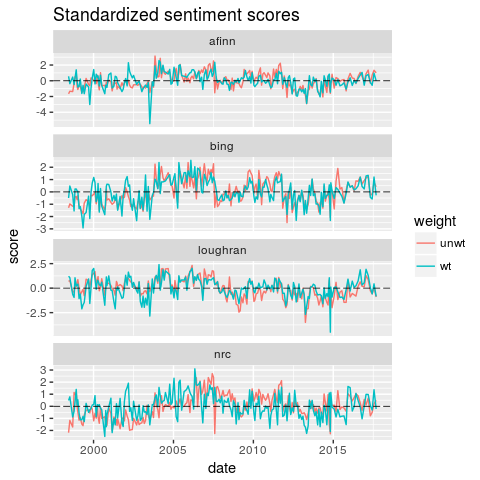 Standardized sentiment scores
afinn
2
0
-2
-4
bing
2
1
0
-1
-2
-3
loughran
2.5
0.0
-2.5
nrc
3
2
1
0
-1
-2
2000 2005 2010 2015
date
score
weight
unwt
wt